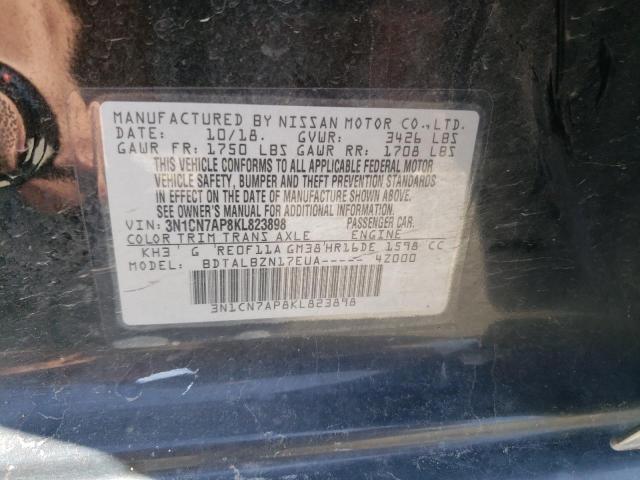 MANUFACTURED BY NISSAN MOTOR CO.,LTD.
DATE: 10/18. GVWR: 3426 LBS
GAWR FR: 1750 LBS GAWR RR: 1708 LBS
THIS VEHICLE CONFORMS TO ALL APPLICABLE FEDERAL MOTOR
VEHICLE SAFETY, BUMPER AND THEFT PREVENTION STANDARDS
IN EFFECT ON THE DATE OF MANUFACTURE SHOWN ABOVE.
SEE OWNER'S MANUAL FOR ADDITIONAL INFORMATION.
VIN: 3N1CN7AP8KL823898 PASSENGER CAR.
COLOR TRIM TRANS AXLE ENGINE
KH3 G RE0F11A GM38 HR16DE 1598 CC
MODEL: BDTALBZN17EUA----- 4Z000
3N1CN7AP8KL823898